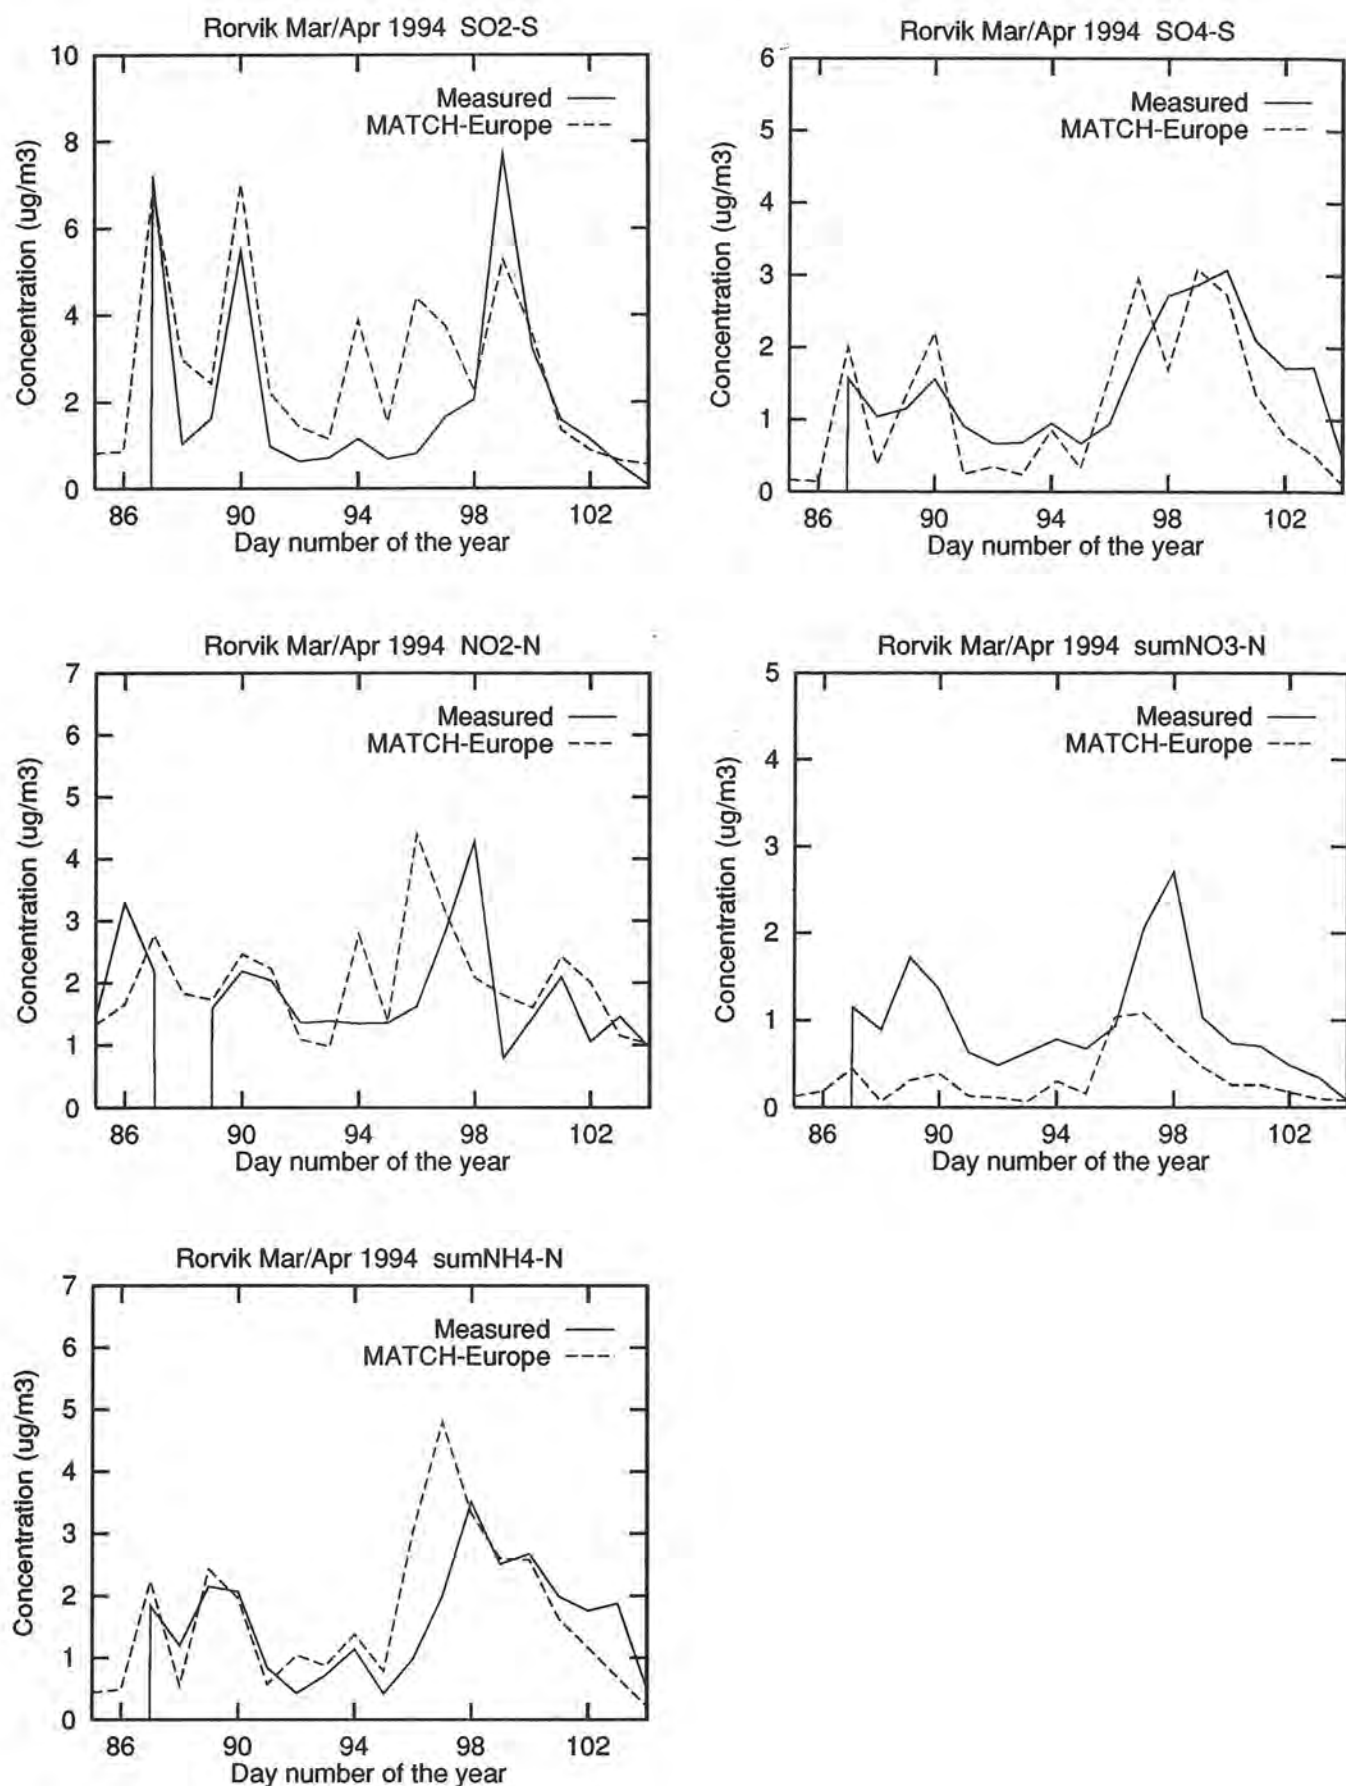 Rorvik Mar/Apr 1994 SO2-S
10
8
6
4
2
0
Concentration (ug/m3)
Measured
MATCH-Europe
86 90 94 98 102
Day number of the year
Rorvik Mar/Apr 1994 SO4-S
6
5
4
3
2
1
0
Concentration (ug/m3)
Measured
MATCH-Europe
86 90 94 98 102
Day number of the year
Rorvik Mar/Apr 1994 NO2-N
7
6
5
4
3
2
1
0
Concentration (ug/m3)
Measured
MATCH-Europe
86 90 94 98 102
Day number of the year
Rorvik Mar/Apr 1994 sumNO3-N
5
4
3
2
1
0
Concentration (ug/m3)
Measured
MATCH-Europe
86 90 94 98 102
Day number of the year
Rorvik Mar/Apr 1994 sumNH4-N
7
6
5
4
3
2
1
0
Concentration (ug/m3)
Measured
MATCH-Europe
86 90 94 98 102
Day number of the year